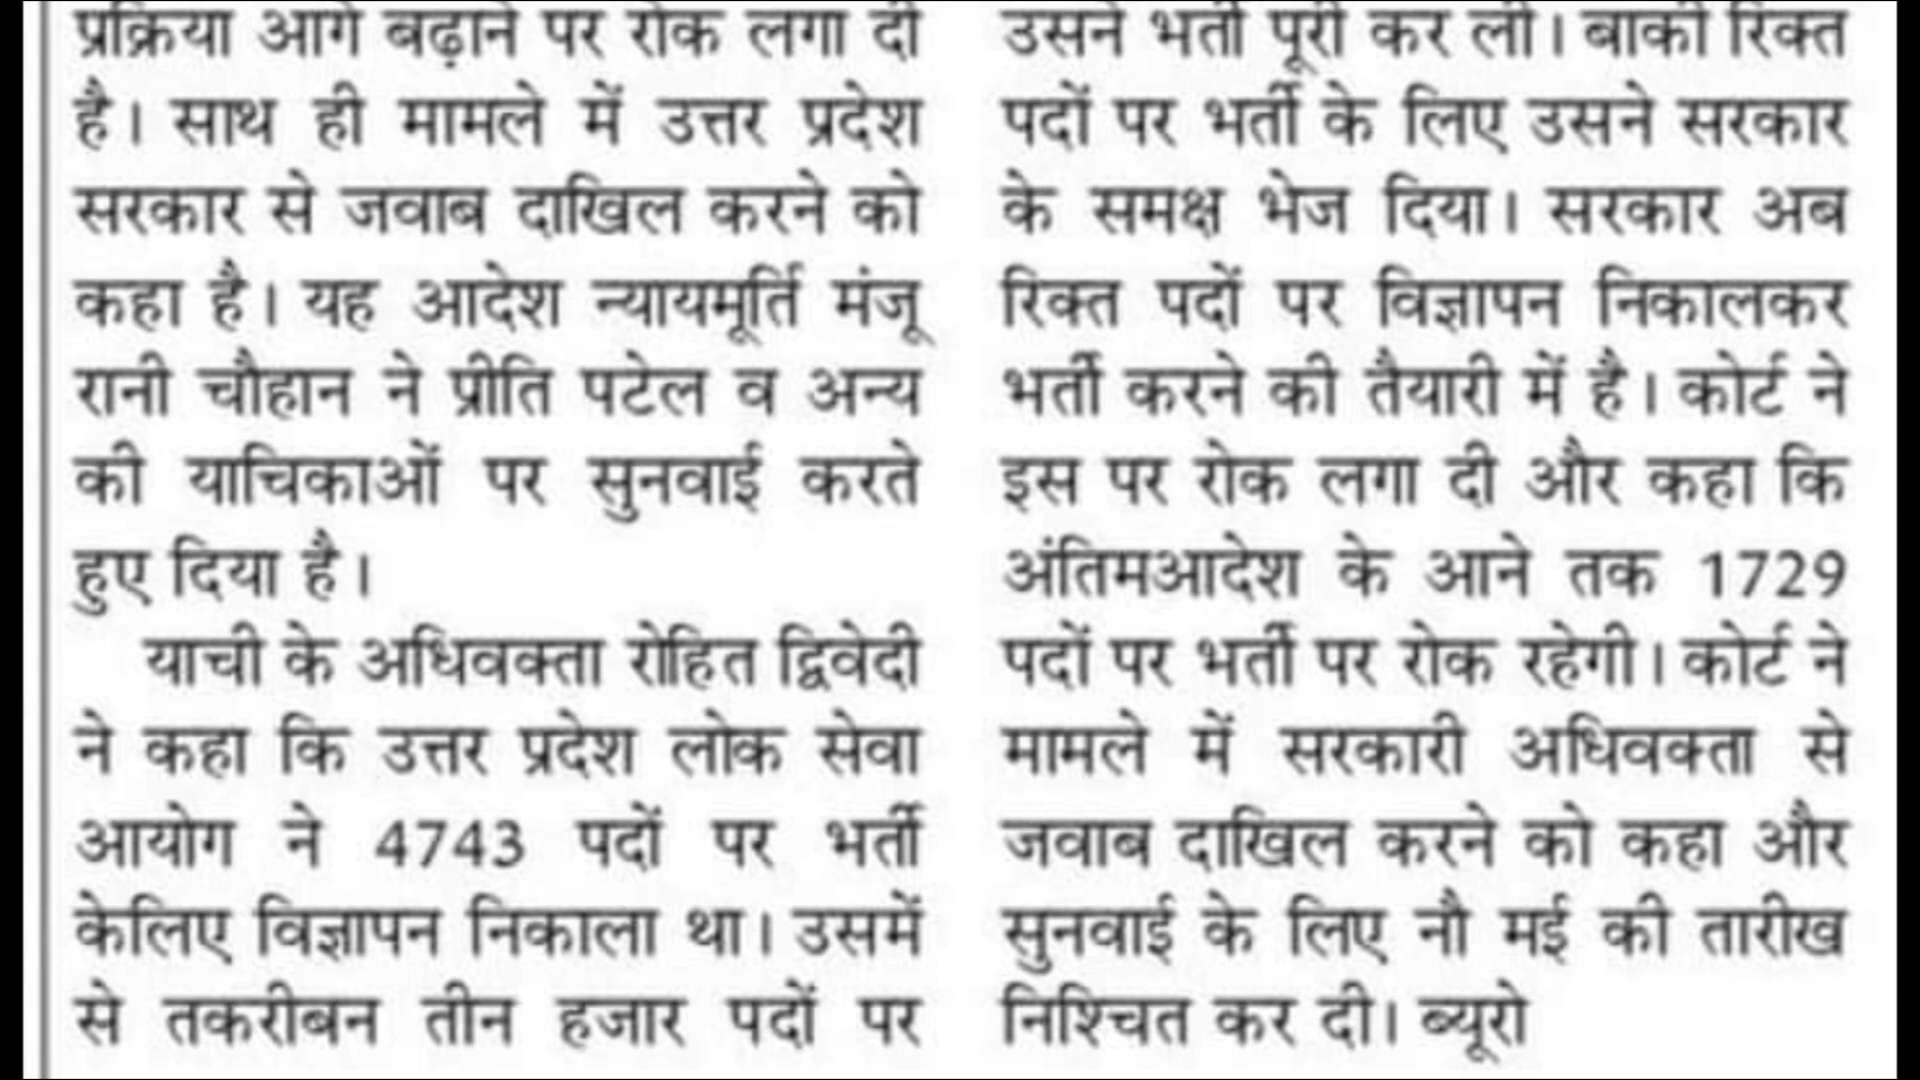 प्रक्रिया आगे बढ़ाने पर रोक लगा दी
है। साथ ही मामले में उत्तर प्रदेश
सरकार से जवाब दाखिल करने को
कहा है। यह आदेश न्यायमूर्ति मंजू
रानी चौहान ने प्रीति पटेल व अन्य
की याचिकाओं पर सुनवाई करते
हुए दिया है।
याची के अधिवक्ता रोहित द्विवेदी
ने कहा कि उत्तर प्रदेश लोक सेवा
आयोग ने 4743 पदों पर भर्ती
केलिए विज्ञापन निकाला था। उसमें
से तकरीबन तीन हजार पदों पर
उसने भर्ती पूरी कर ली। बाकी रिक्त
पदों पर भर्ती के लिए उसने सरकार
के समक्ष भेज दिया। सरकार अब
रिक्त पदों पर विज्ञापन निकालकर
भर्ती करने की तैयारी में है। कोर्ट ने
इस पर रोक लगा दी और कहा कि
अंतिमआदेश के आने तक 1729
पदों पर भर्ती पर रोक रहेगी। कोर्ट ने
मामले में सरकारी अधिवक्ता से
जवाब दाखिल करने को कहा और
सुनवाई के लिए नौ मई की तारीख
निश्चित कर दी। ब्यूरो